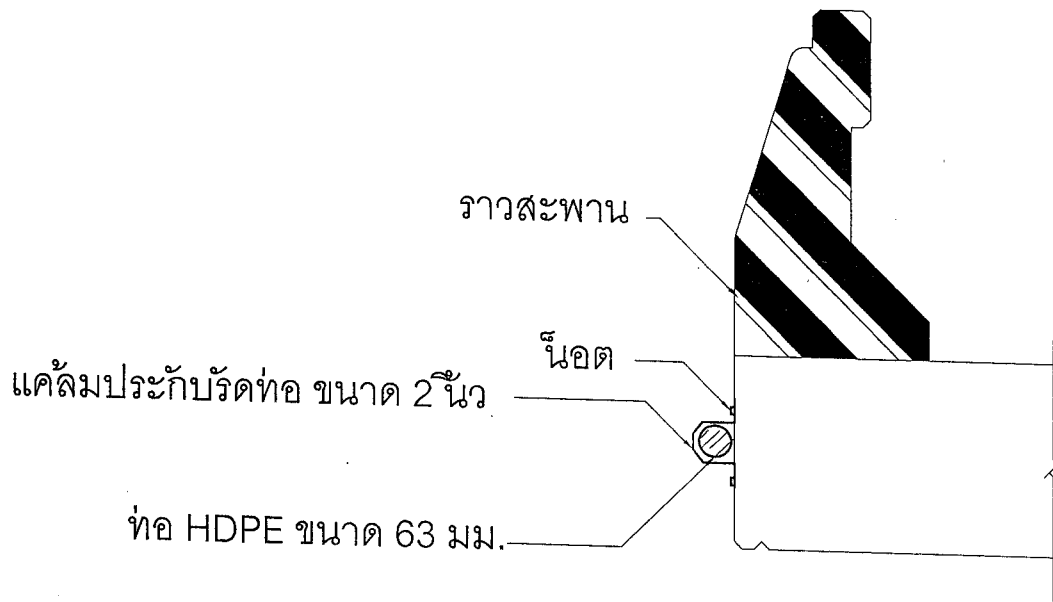 ราวสะพาน
น็อต
แคล้มประกับรัดท่อ ขนาด 2 นิ้ว
ท่อ HDPE ขนาด 63 มม.